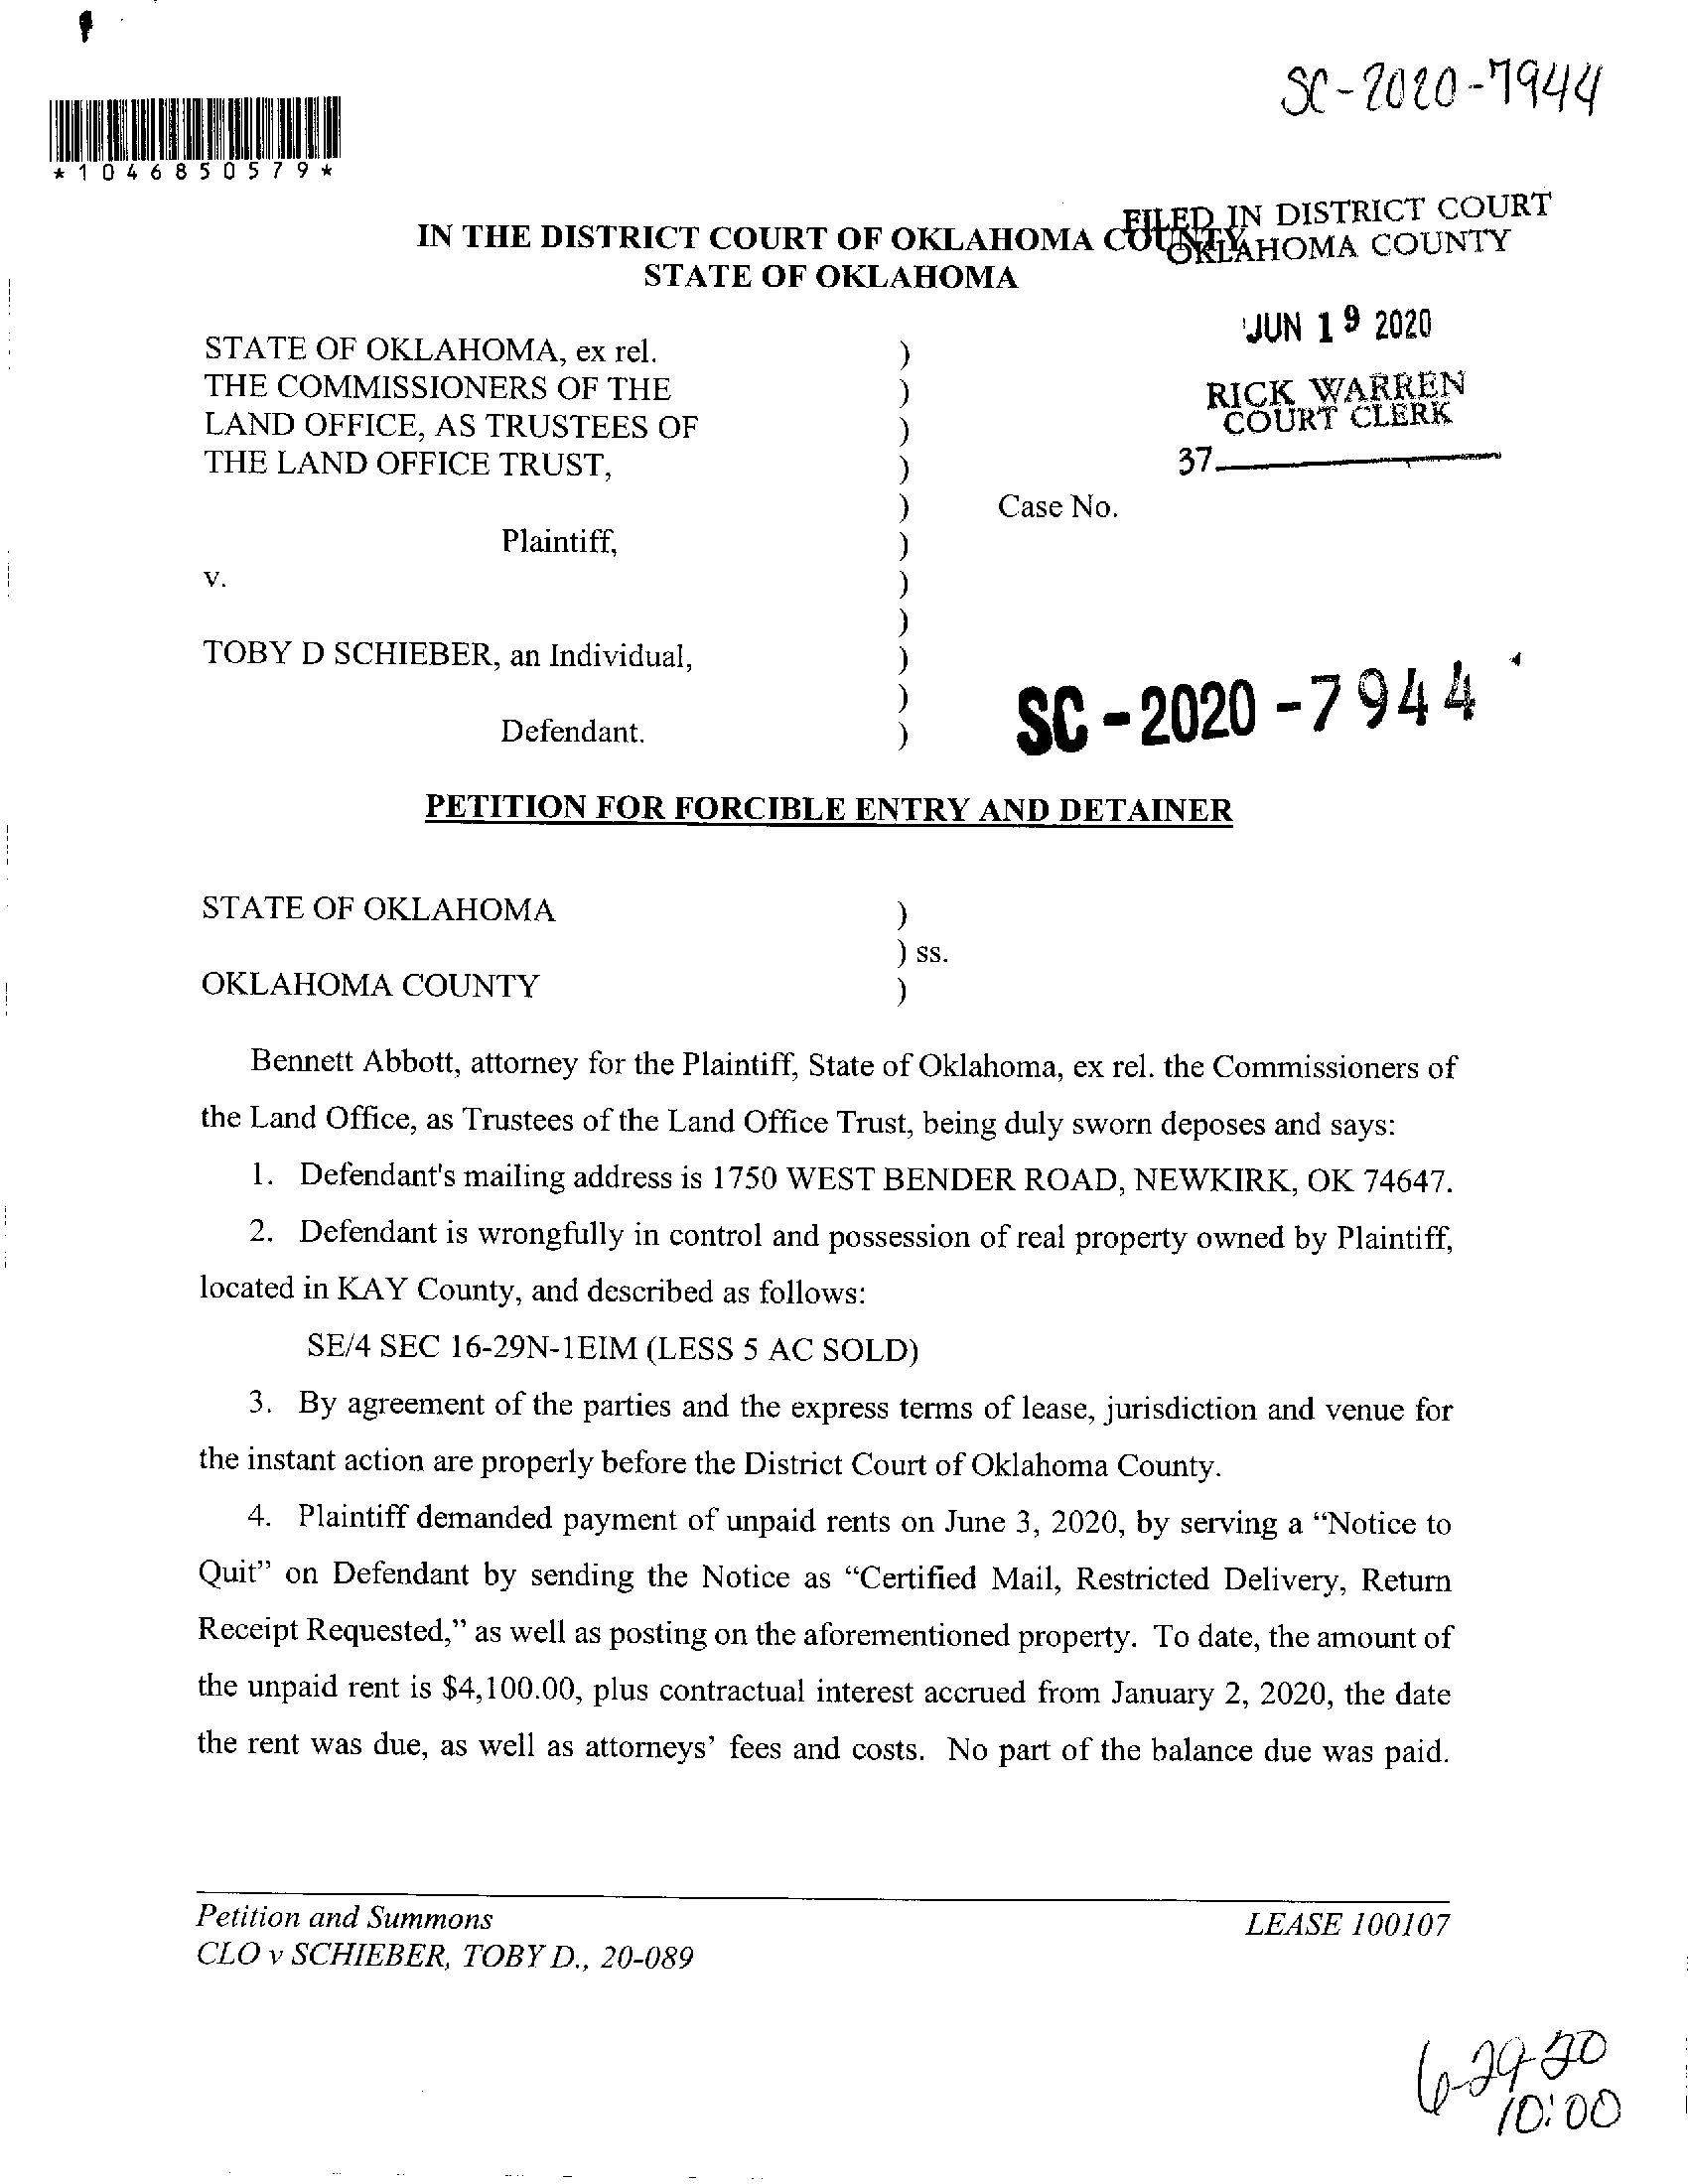 SC-2020-7944
*1046850579*
FILED IN DISTRICT COURT
OKLAHOMA COUNTY
IN THE DISTRICT COURT OF OKLAHOMA COUNTY
STATE OF OKLAHOMA
JUN 19 2020
RICK WARREN
COURT CLERK
37
STATE OF OKLAHOMA, ex rel. )
THE COMMISSIONERS OF THE )
LAND OFFICE, AS TRUSTEES OF )
THE LAND OFFICE TRUST, )
) Case No.
Plaintiff, )
v. )
)
TOBY D SCHIEBER, an Individual, )
)
Defendant. )
SC-2020-7944
PETITION FOR FORCIBLE ENTRY AND DETAINER
STATE OF OKLAHOMA )
) ss.
OKLAHOMA COUNTY )
Bennett Abbott, attorney for the Plaintiff, State of Oklahoma, ex rel. the Commissioners of
the Land Office, as Trustees of the Land Office Trust, being duly sworn deposes and says:
1. Defendant's mailing address is 1750 WEST BENDER ROAD, NEWKIRK, OK 74647.
2. Defendant is wrongfully in control and possession of real property owned by Plaintiff,
located in KAY County, and described as follows:
SE/4 SEC 16-29N-1EIM (LESS 5 AC SOLD)
3. By agreement of the parties and the express terms of lease, jurisdiction and venue for
the instant action are properly before the District Court of Oklahoma County.
4. Plaintiff demanded payment of unpaid rents on June 3, 2020, by serving a “Notice to
Quit” on Defendant by sending the Notice as “Certified Mail, Restricted Delivery, Return
Receipt Requested,” as well as posting on the aforementioned property. To date, the amount of
the unpaid rent is $4,100.00, plus contractual interest accrued from January 2, 2020, the date
the rent was due, as well as attorneys’ fees and costs. No part of the balance due was paid.
Petition and Summons LEASE 100107
CLO v SCHIEBER, TOBY D., 20-089
6-29-20
10:00